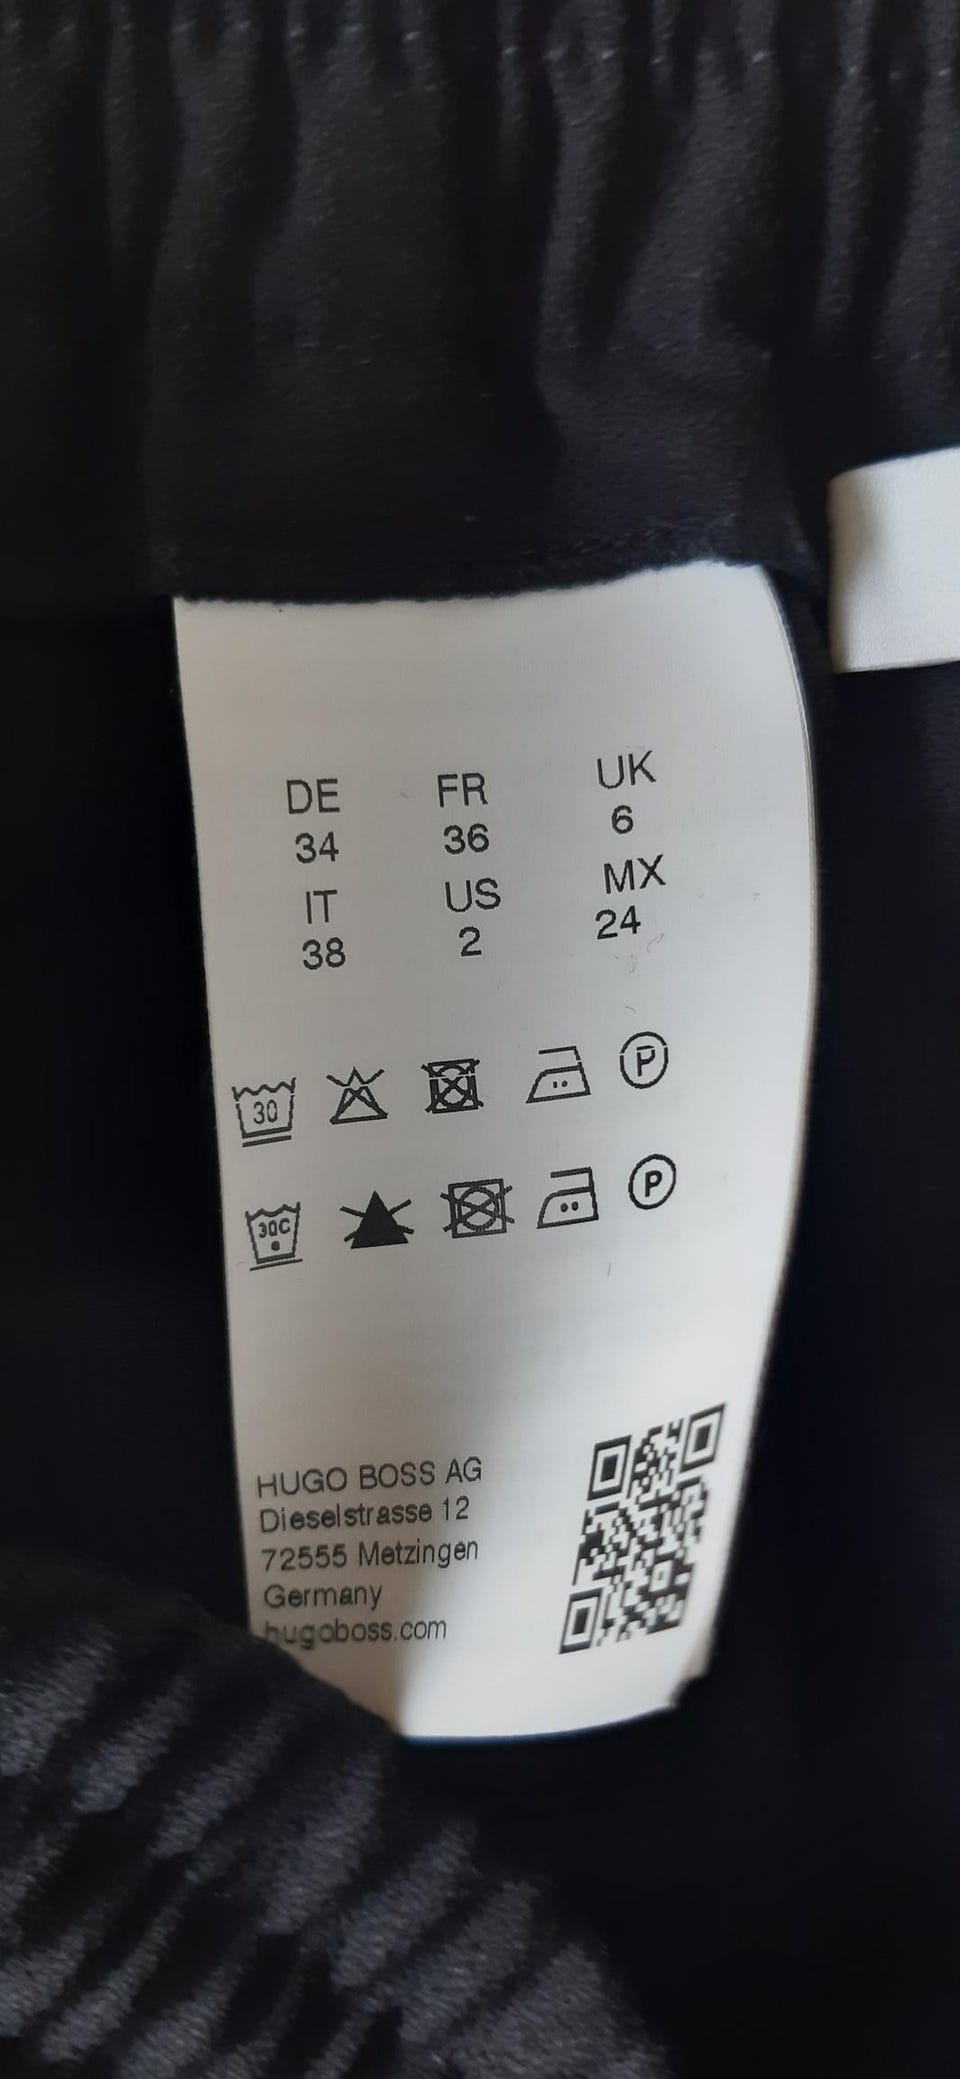 DE FR UK
34 36 6
IT US MX
38 2 24
30 P
30C P
HUGO BOSS AG
Dieselstrasse 12
72555 Metzingen
Germany
hugoboss.com